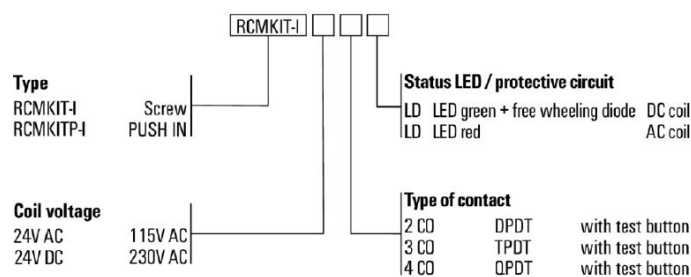 RCMKIT-I
Type
RCMKIT-I Screw
RCMKITP-I PUSH IN
Status LED / protective circuit
LD LED green + free wheeling diode DC coil
LD LED red AC coil
Coil voltage
24V AC 115V AC
24V DC 230V AC
Type of contact
2 CO DPDT with test button
3 CO TPDT with test button
4 CO QPDT with test button